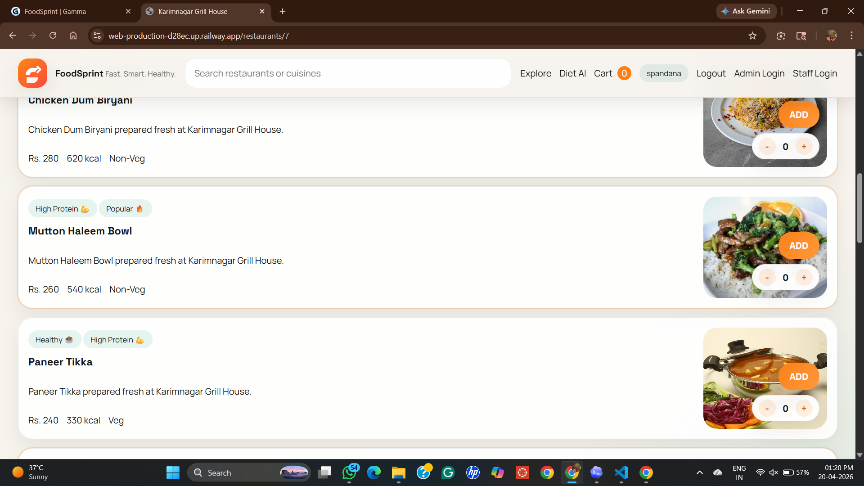 FoodSprint | Gamma
Karimnagar Grill House
Ask Gemini
web-production-d28ec.up.railway.app/restaurants/7
FoodSprint Fast. Smart. Healthy.
Search restaurants or cuisines
Explore Diet AI Cart 0 spandana Logout Admin Login Staff Login
Chicken Dum Biryani
Chicken Dum Biryani prepared fresh at Karimnagar Grill House.
Rs. 280 620 kcal Non-Veg
ADD
- 0 +
High Protein 💪 Popular 🔥
Mutton Haleem Bowl
Mutton Haleem Bowl prepared fresh at Karimnagar Grill House.
Rs. 260 540 kcal Non-Veg
ADD
- 0 +
Healthy 🥗 High Protein 💪
Paneer Tikka
Paneer Tikka prepared fresh at Karimnagar Grill House.
Rs. 240 330 kcal Veg
ADD
- 0 +
37°C
Sunny
Search
54
ENG
IN
57%
01:20 PM
20-04-2026